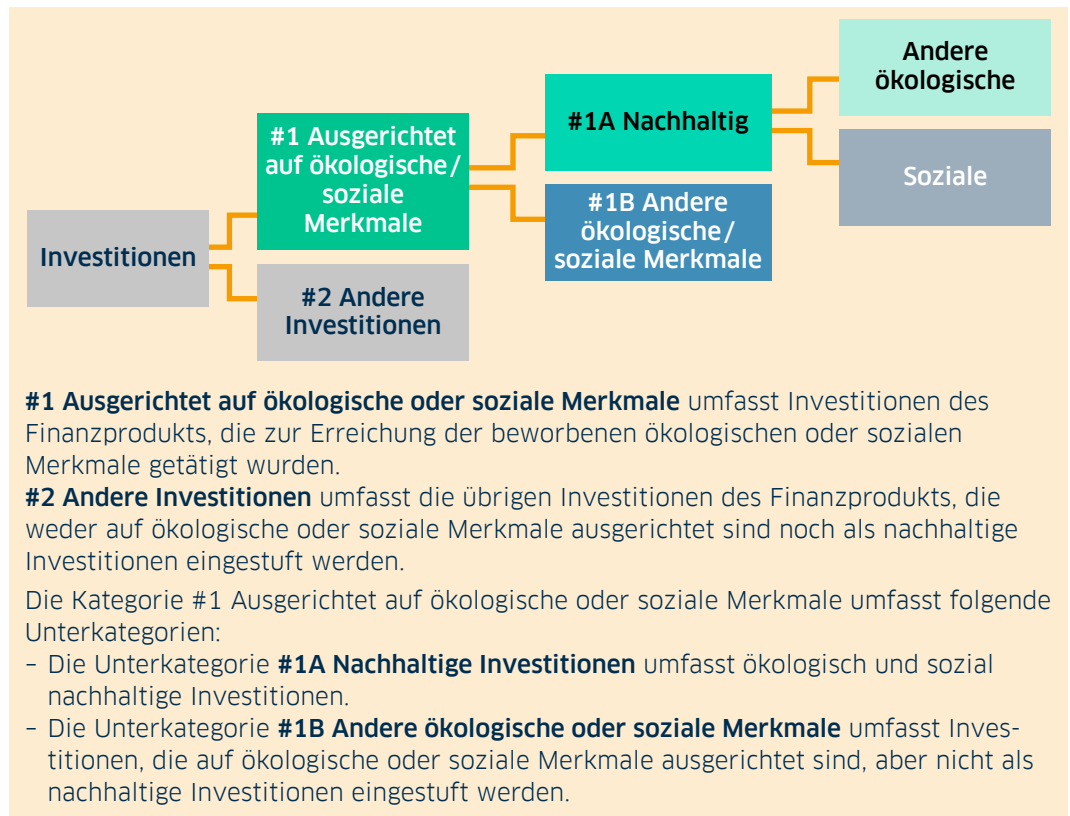 Andere
ökologische
#1A Nachhaltig
#1 Ausgerichtet
auf ökologische/
soziale
Merkmale
Soziale
#1B Andere
ökologische/
soziale Merkmale
Investitionen
#2 Andere
Investitionen
#1 Ausgerichtet auf ökologische oder soziale Merkmale umfasst Investitionen des
Finanzprodukts, die zur Erreichung der beworbenen ökologischen oder sozialen
Merkmale getätigt wurden.
#2 Andere Investitionen umfasst die übrigen Investitionen des Finanzprodukts, die
weder auf ökologische oder soziale Merkmale ausgerichtet sind noch als nachhaltige
Investitionen eingestuft werden.
Die Kategorie #1 Ausgerichtet auf ökologische oder soziale Merkmale umfasst folgende
Unterkategorien:
– Die Unterkategorie #1A Nachhaltige Investitionen umfasst ökologisch und sozial
nachhaltige Investitionen.
– Die Unterkategorie #1B Andere ökologische oder soziale Merkmale umfasst Inves-
titionen, die auf ökologische oder soziale Merkmale ausgerichtet sind, aber nicht als
nachhaltige Investitionen eingestuft werden.